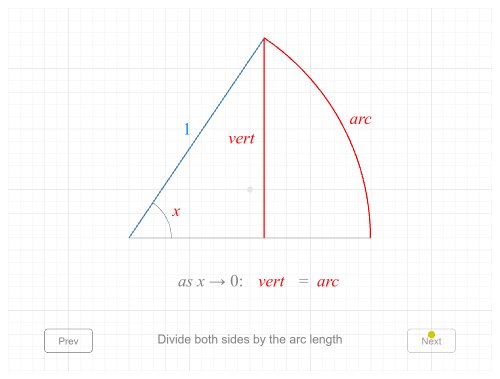 1
vert
arc
x
as x → 0: vert = arc
Prev
Divide both sides by the arc length
Next